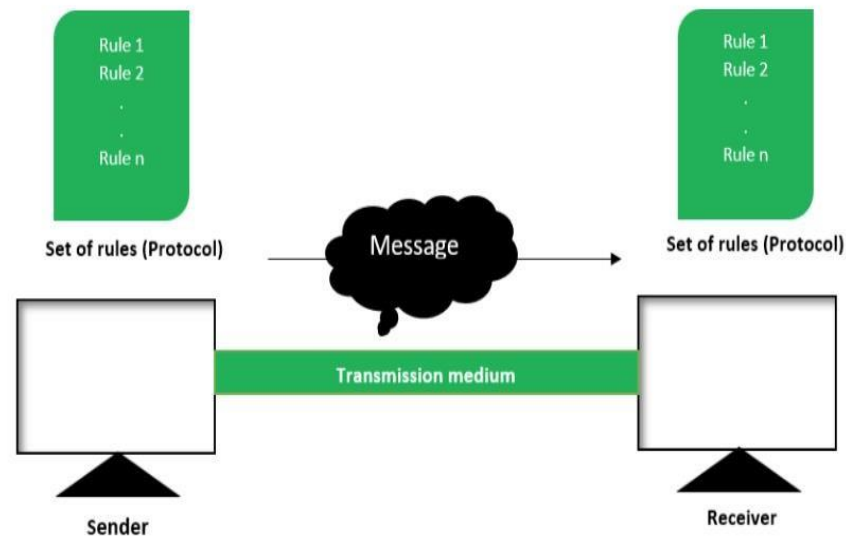 Rule 1
Rule 2
.
.
Rule n
Set of rules (Protocol)
Rule 1
Rule 2
.
.
Rule n
Set of rules (Protocol)
Message
Transmission medium
Sender
Receiver